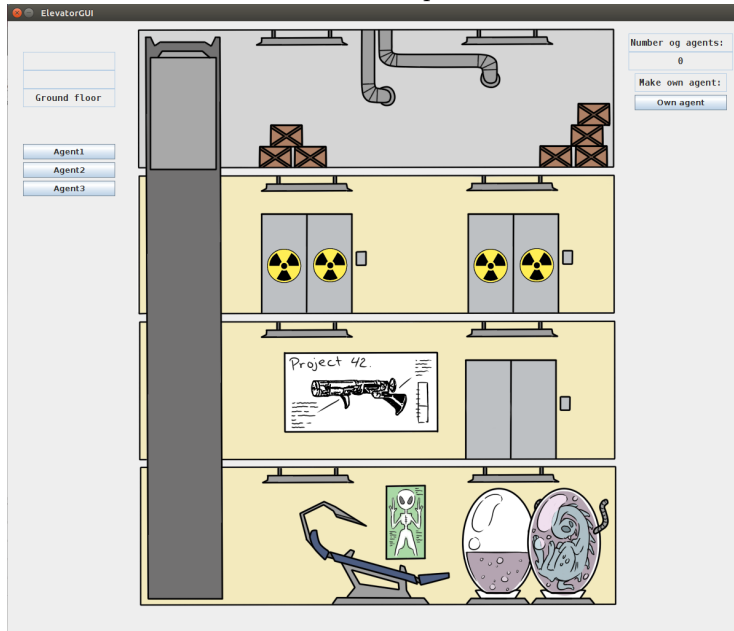 ElevatorGUI
Number og agents:
0
Make own agent:
Own agent
Ground floor
Agent1
Agent2
Agent3
Project 42.